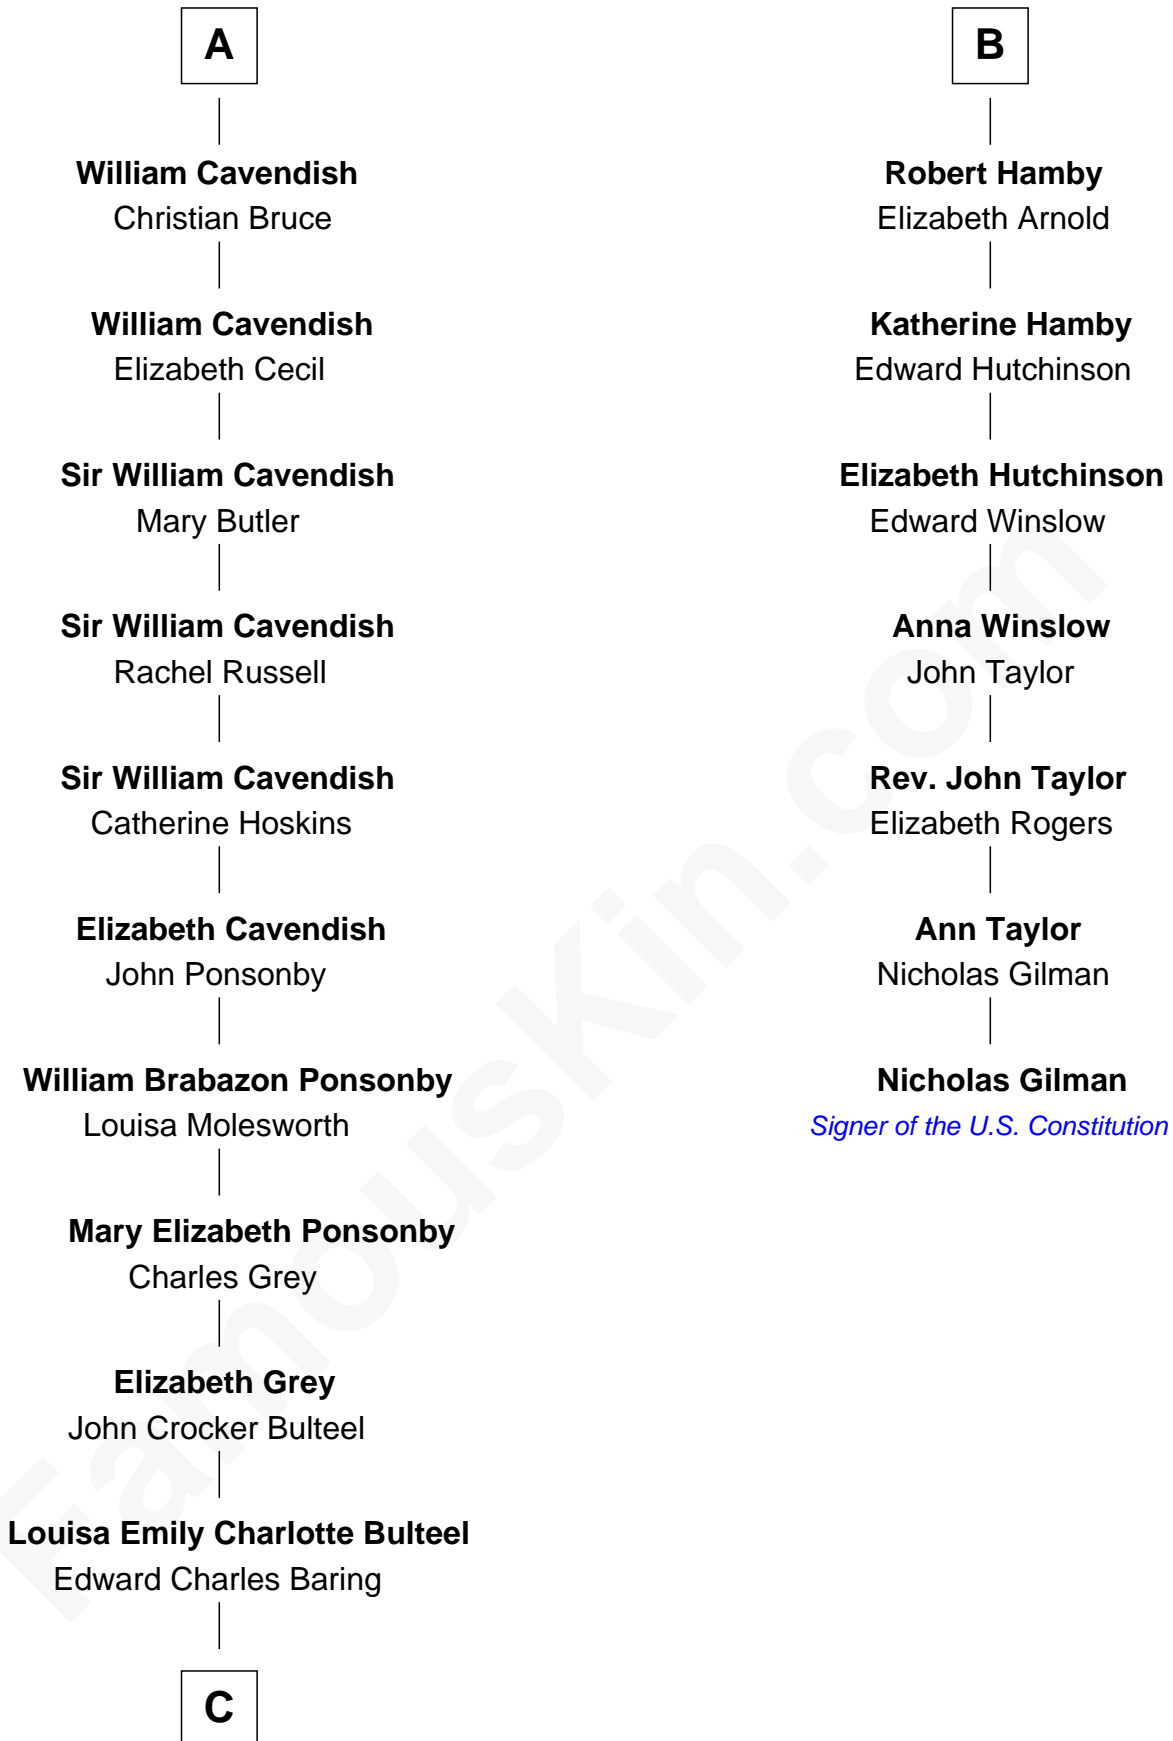 A
William Cavendish
Christian Bruce
William Cavendish
Elizabeth Cecil
Sir William Cavendish
Mary Butler
Sir William Cavendish
Rachel Russell
Sir William Cavendish
Catherine Hoskins
Elizabeth Cavendish
John Ponsonby
William Brabazon Ponsonby
Louisa Molesworth
Mary Elizabeth Ponsonby
Charles Grey
Elizabeth Grey
John Crocker Bulteel
Louisa Emily Charlotte Bulteel
Edward Charles Baring
C
B
Robert Hamby
Elizabeth Arnold
Katherine Hamby
Edward Hutchinson
Elizabeth Hutchinson
Edward Winslow
Anna Winslow
John Taylor
Rev. John Taylor
Elizabeth Rogers
Ann Taylor
Nicholas Gilman
Nicholas Gilman
Signer of the U.S. Constitution
FamousKin.com